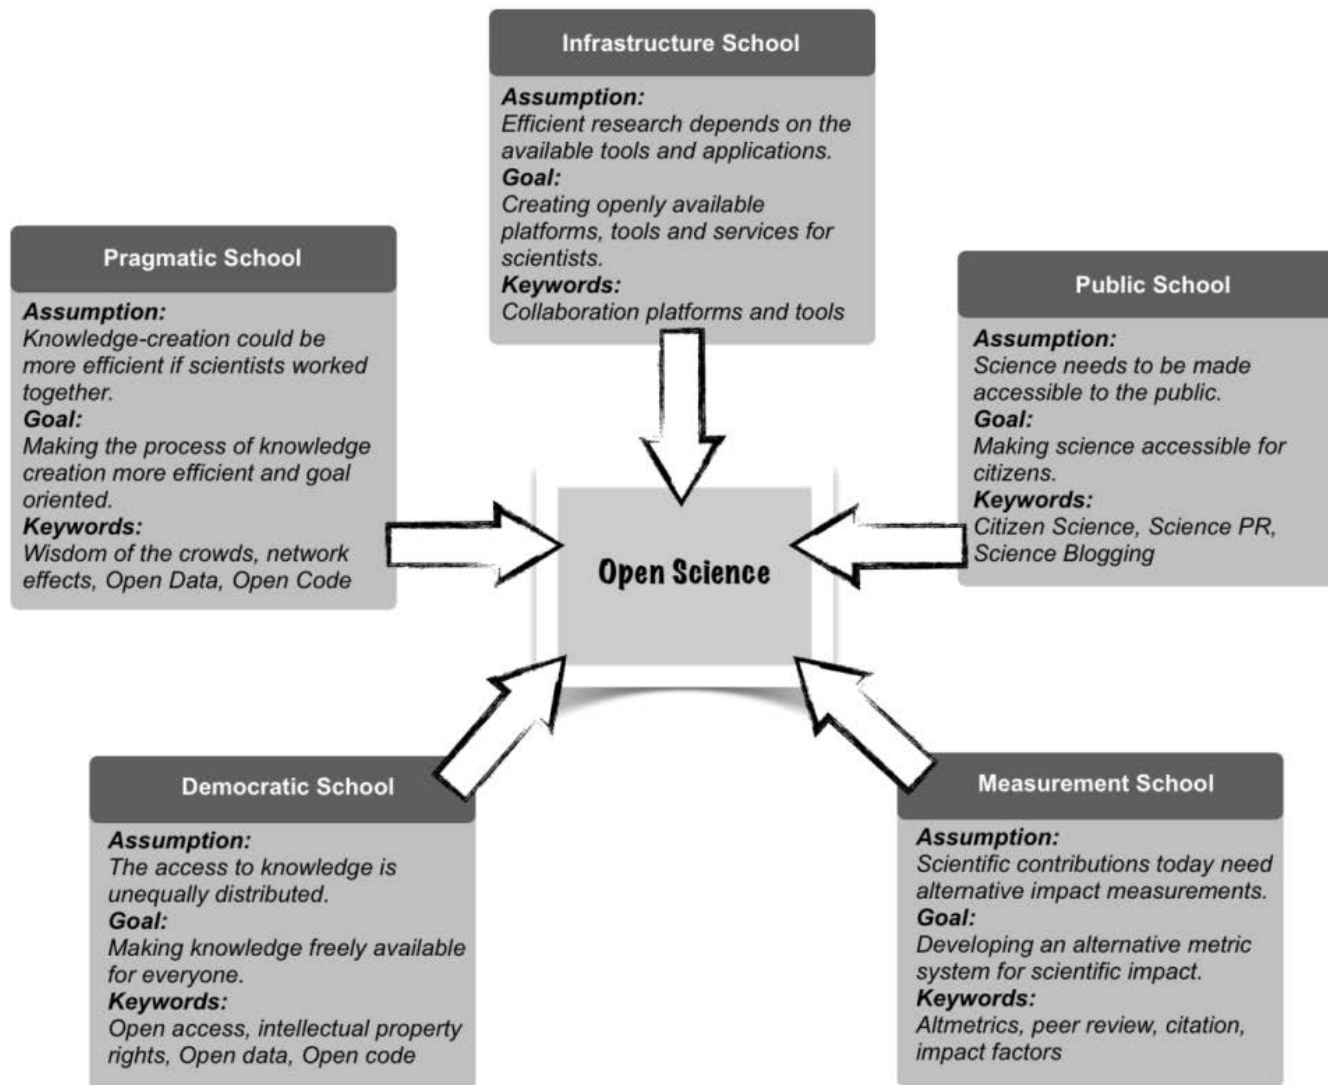 Infrastructure School
Assumption:
Efficient research depends on the
available tools and applications.
Goal:
Creating openly available
platforms, tools and services for
scientists.
Keywords:
Collaboration platforms and tools
Pragmatic School
Assumption:
Knowledge-creation could be
more efficient if scientists worked
together.
Goal:
Making the process of knowledge
creation more efficient and goal
oriented.
Keywords:
Wisdom of the crowds, network
effects, Open Data, Open Code
Public School
Assumption:
Science needs to be made
accessible to the public.
Goal:
Making science accessible for
citizens.
Keywords:
Citizen Science, Science PR,
Science Blogging
Open Science
Democratic School
Assumption:
The access to knowledge is
unequally distributed.
Goal:
Making knowledge freely available
for everyone.
Keywords:
Open access, intellectual property
rights, Open data, Open code
Measurement School
Assumption:
Scientific contributions today need
alternative impact measurements.
Goal:
Developing an alternative metric
system for scientific impact.
Keywords:
Altmetrics, peer review, citation,
impact factors